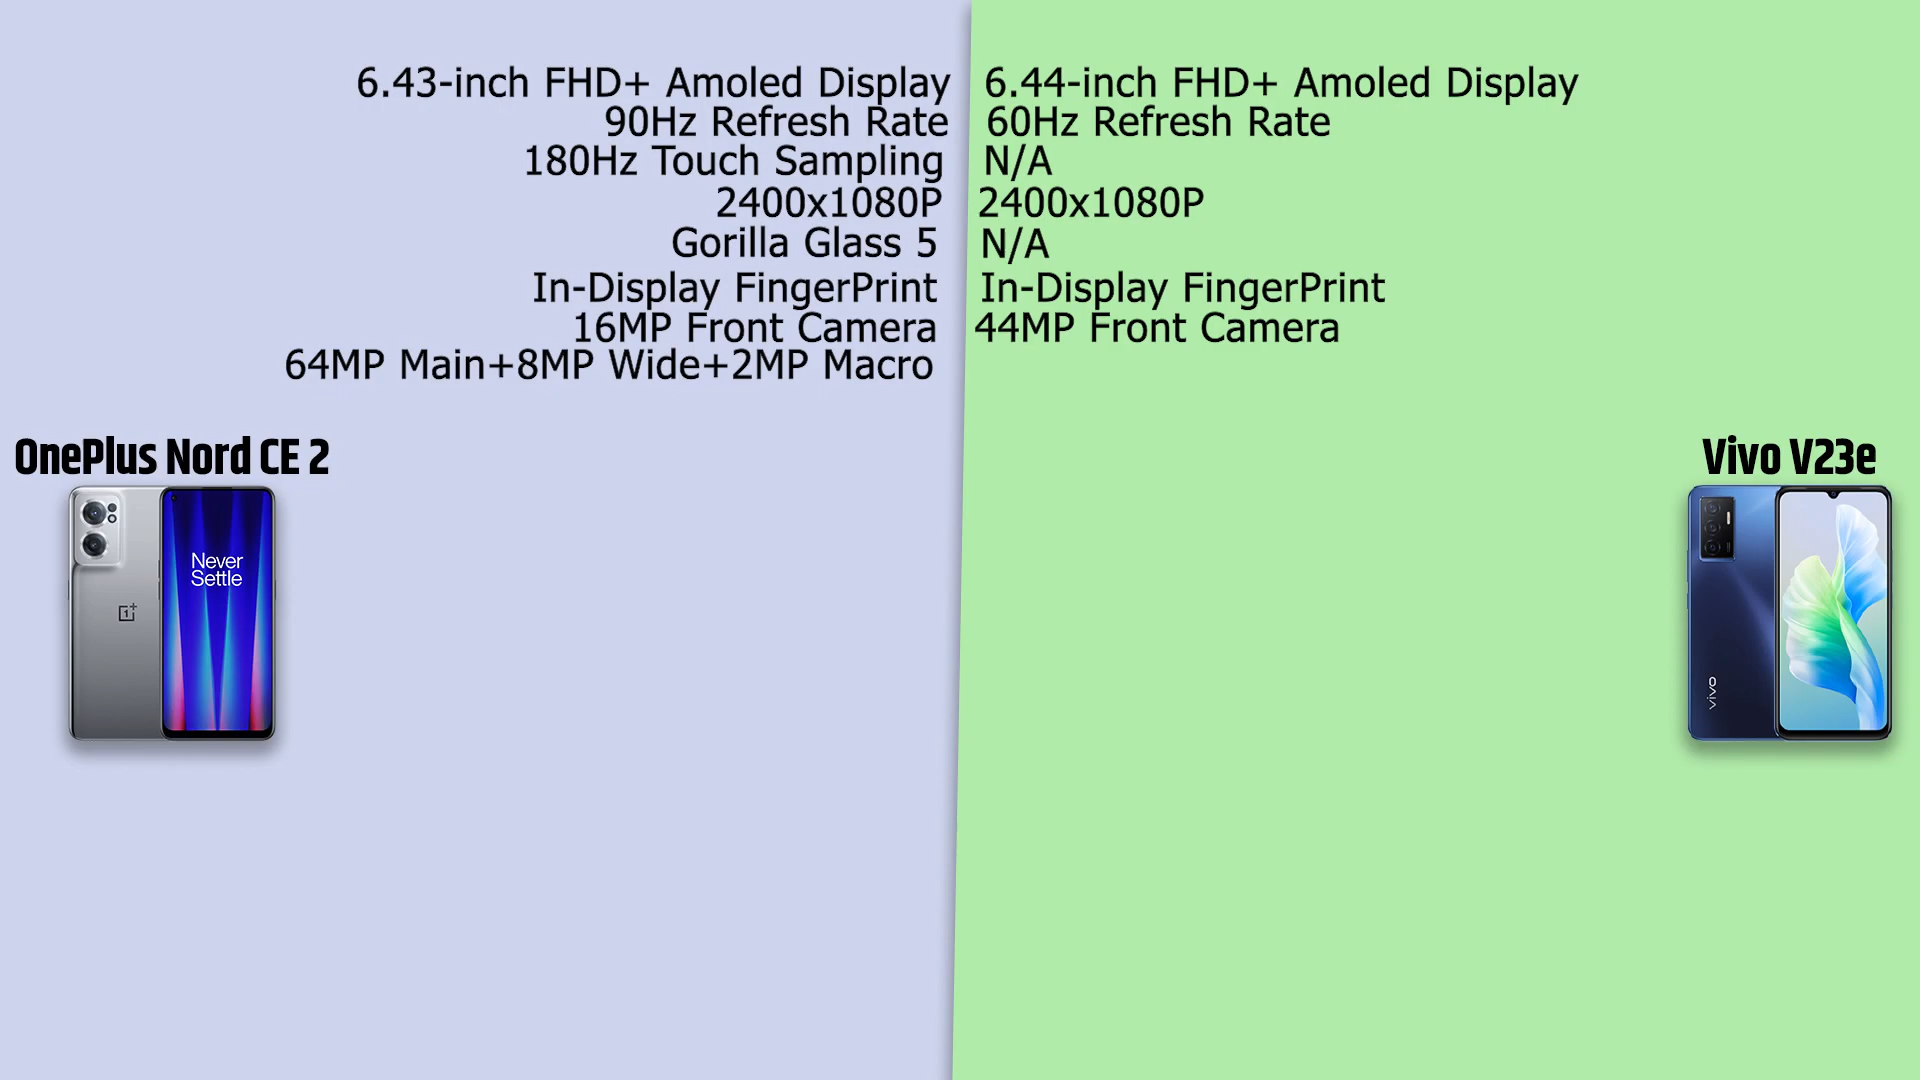 6.43-inch FHD+ Amoled Display
90Hz Refresh Rate
180Hz Touch Sampling
2400x1080P
Gorilla Glass 5
In-Display FingerPrint
16MP Front Camera
64MP Main+8MP Wide+2MP Macro
6.44-inch FHD+ Amoled Display
60Hz Refresh Rate
N/A
2400x1080P
N/A
In-Display FingerPrint
44MP Front Camera
OnePlus Nord CE 2
Never
Settle
Vivo V23e
vivo